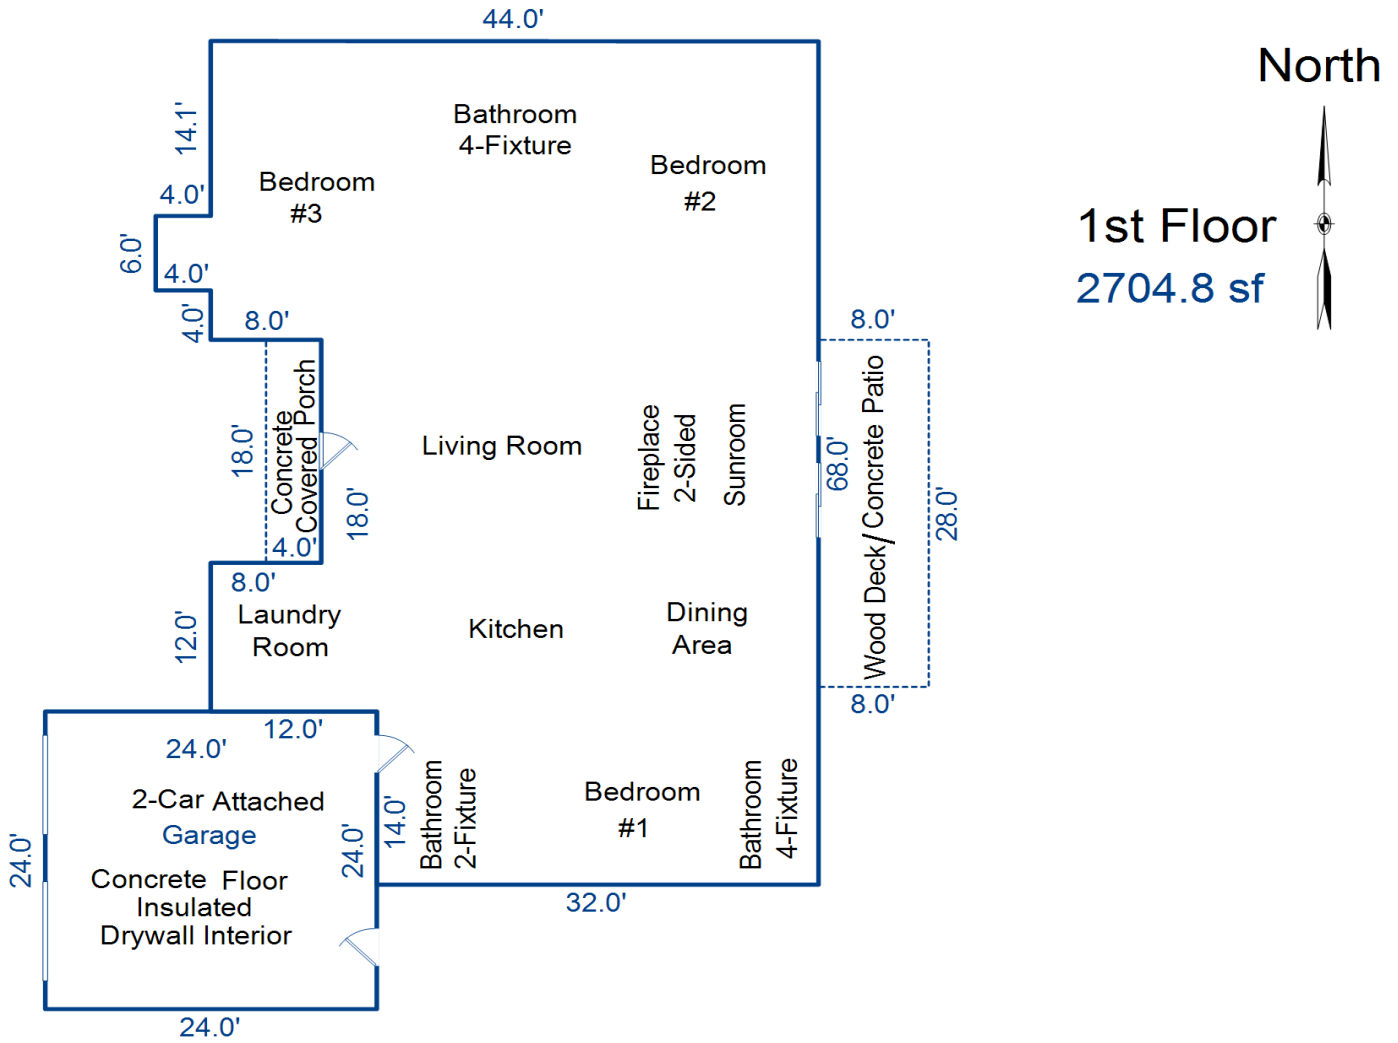 44.0'
North
14.1'
Bathroom
4-Fixture
Bedroom
#2
Bedroom
#3
4.0'
1st Floor
2704.8 sf
6.0'
4.0'
4.0'
8.0'
8.0'
Concrete
Covered Porch
18.0'
18.0'
4.0'
8.0'
Living Room
Fireplace
2-Sided
Sunroom
68.0'
Wood Deck/Concrete Patio
28.0'
8.0'
12.0'
Laundry
Room
Kitchen
Dining
Area
12.0'
24.0'
2-Car Attached
Garage
24.0'
24.0'
14.0'
Concrete Floor
Insulated
Drywall Interior
24.0'
Bathroom
2-Fixture
Bedroom
#1
Bathroom
4-Fixture
32.0'